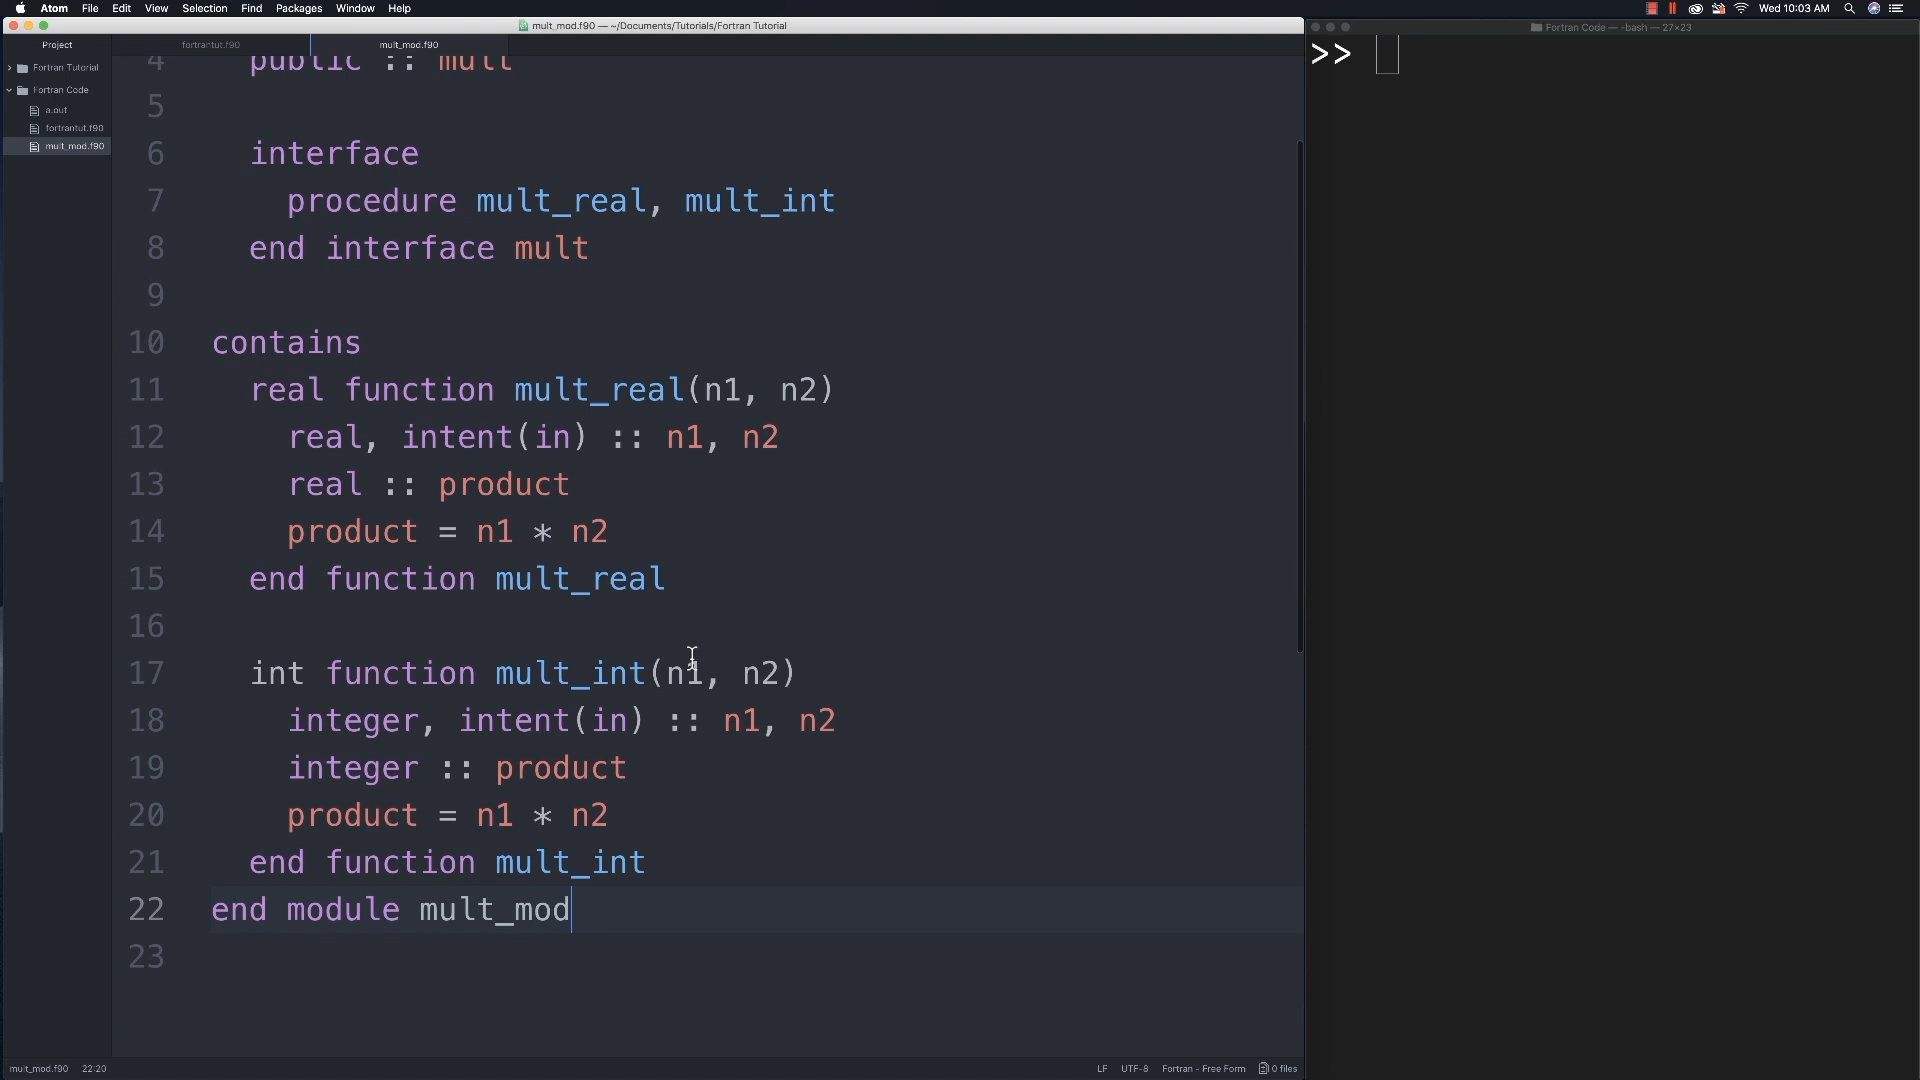 Atom File Edit View Selection Find Packages Window Help Wed 10:03 AM
mult_mod.f90 — ~/Documents/Tutorials/Fortran Tutorial
Fortran Code — -bash — 27×23
Project
fortrantut.f90
mult_mod.f90
Fortran Tutorial
Fortran Code
a.out
fortrantut.f90
mult_mod.f90
4 public :: mult
5
6 interface
7 procedure mult_real, mult_int
8 end interface mult
9
10 contains
11 real function mult_real(n1, n2)
12 real, intent(in) :: n1, n2
13 real :: product
14 product = n1 * n2
15 end function mult_real
16
17 int function mult_int(n1, n2)
18 integer, intent(in) :: n1, n2
19 integer :: product
20 product = n1 * n2
21 end function mult_int
22 end module mult_mod
23
>>
mult_mod.f90 22:20
LF UTF-8 Fortran - Free Form 0 files